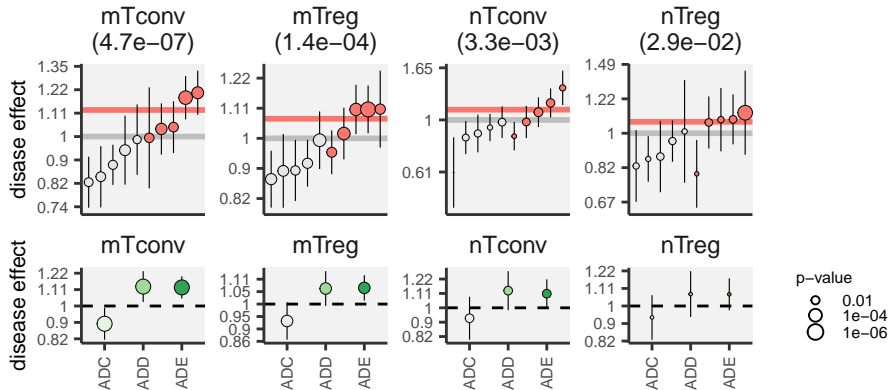 mTconv
(4.7e−07)
mTreg
(1.4e−04)
nTconv
(3.3e−03)
nTreg
(2.9e−02)
disase effect
1.35
1.22
1.11
1
0.9
0.82
0.74
1.22
1.11
1
0.9
0.82
1.65
1
0.61
1.49
1.22
1
0.82
0.67
mTconv
mTreg
nTconv
nTreg
disease effect
1.22
1.11
1
0.9
0.82
1.11
1.05
1
0.95
0.90
0.86
1.22
1.11
1
0.9
0.82
1.22
1.11
1
0.9
0.82
ADC
ADD
ADE
ADC
ADD
ADE
ADC
ADD
ADE
ADC
ADD
ADE
p−value
0.01
1e−04
1e−06